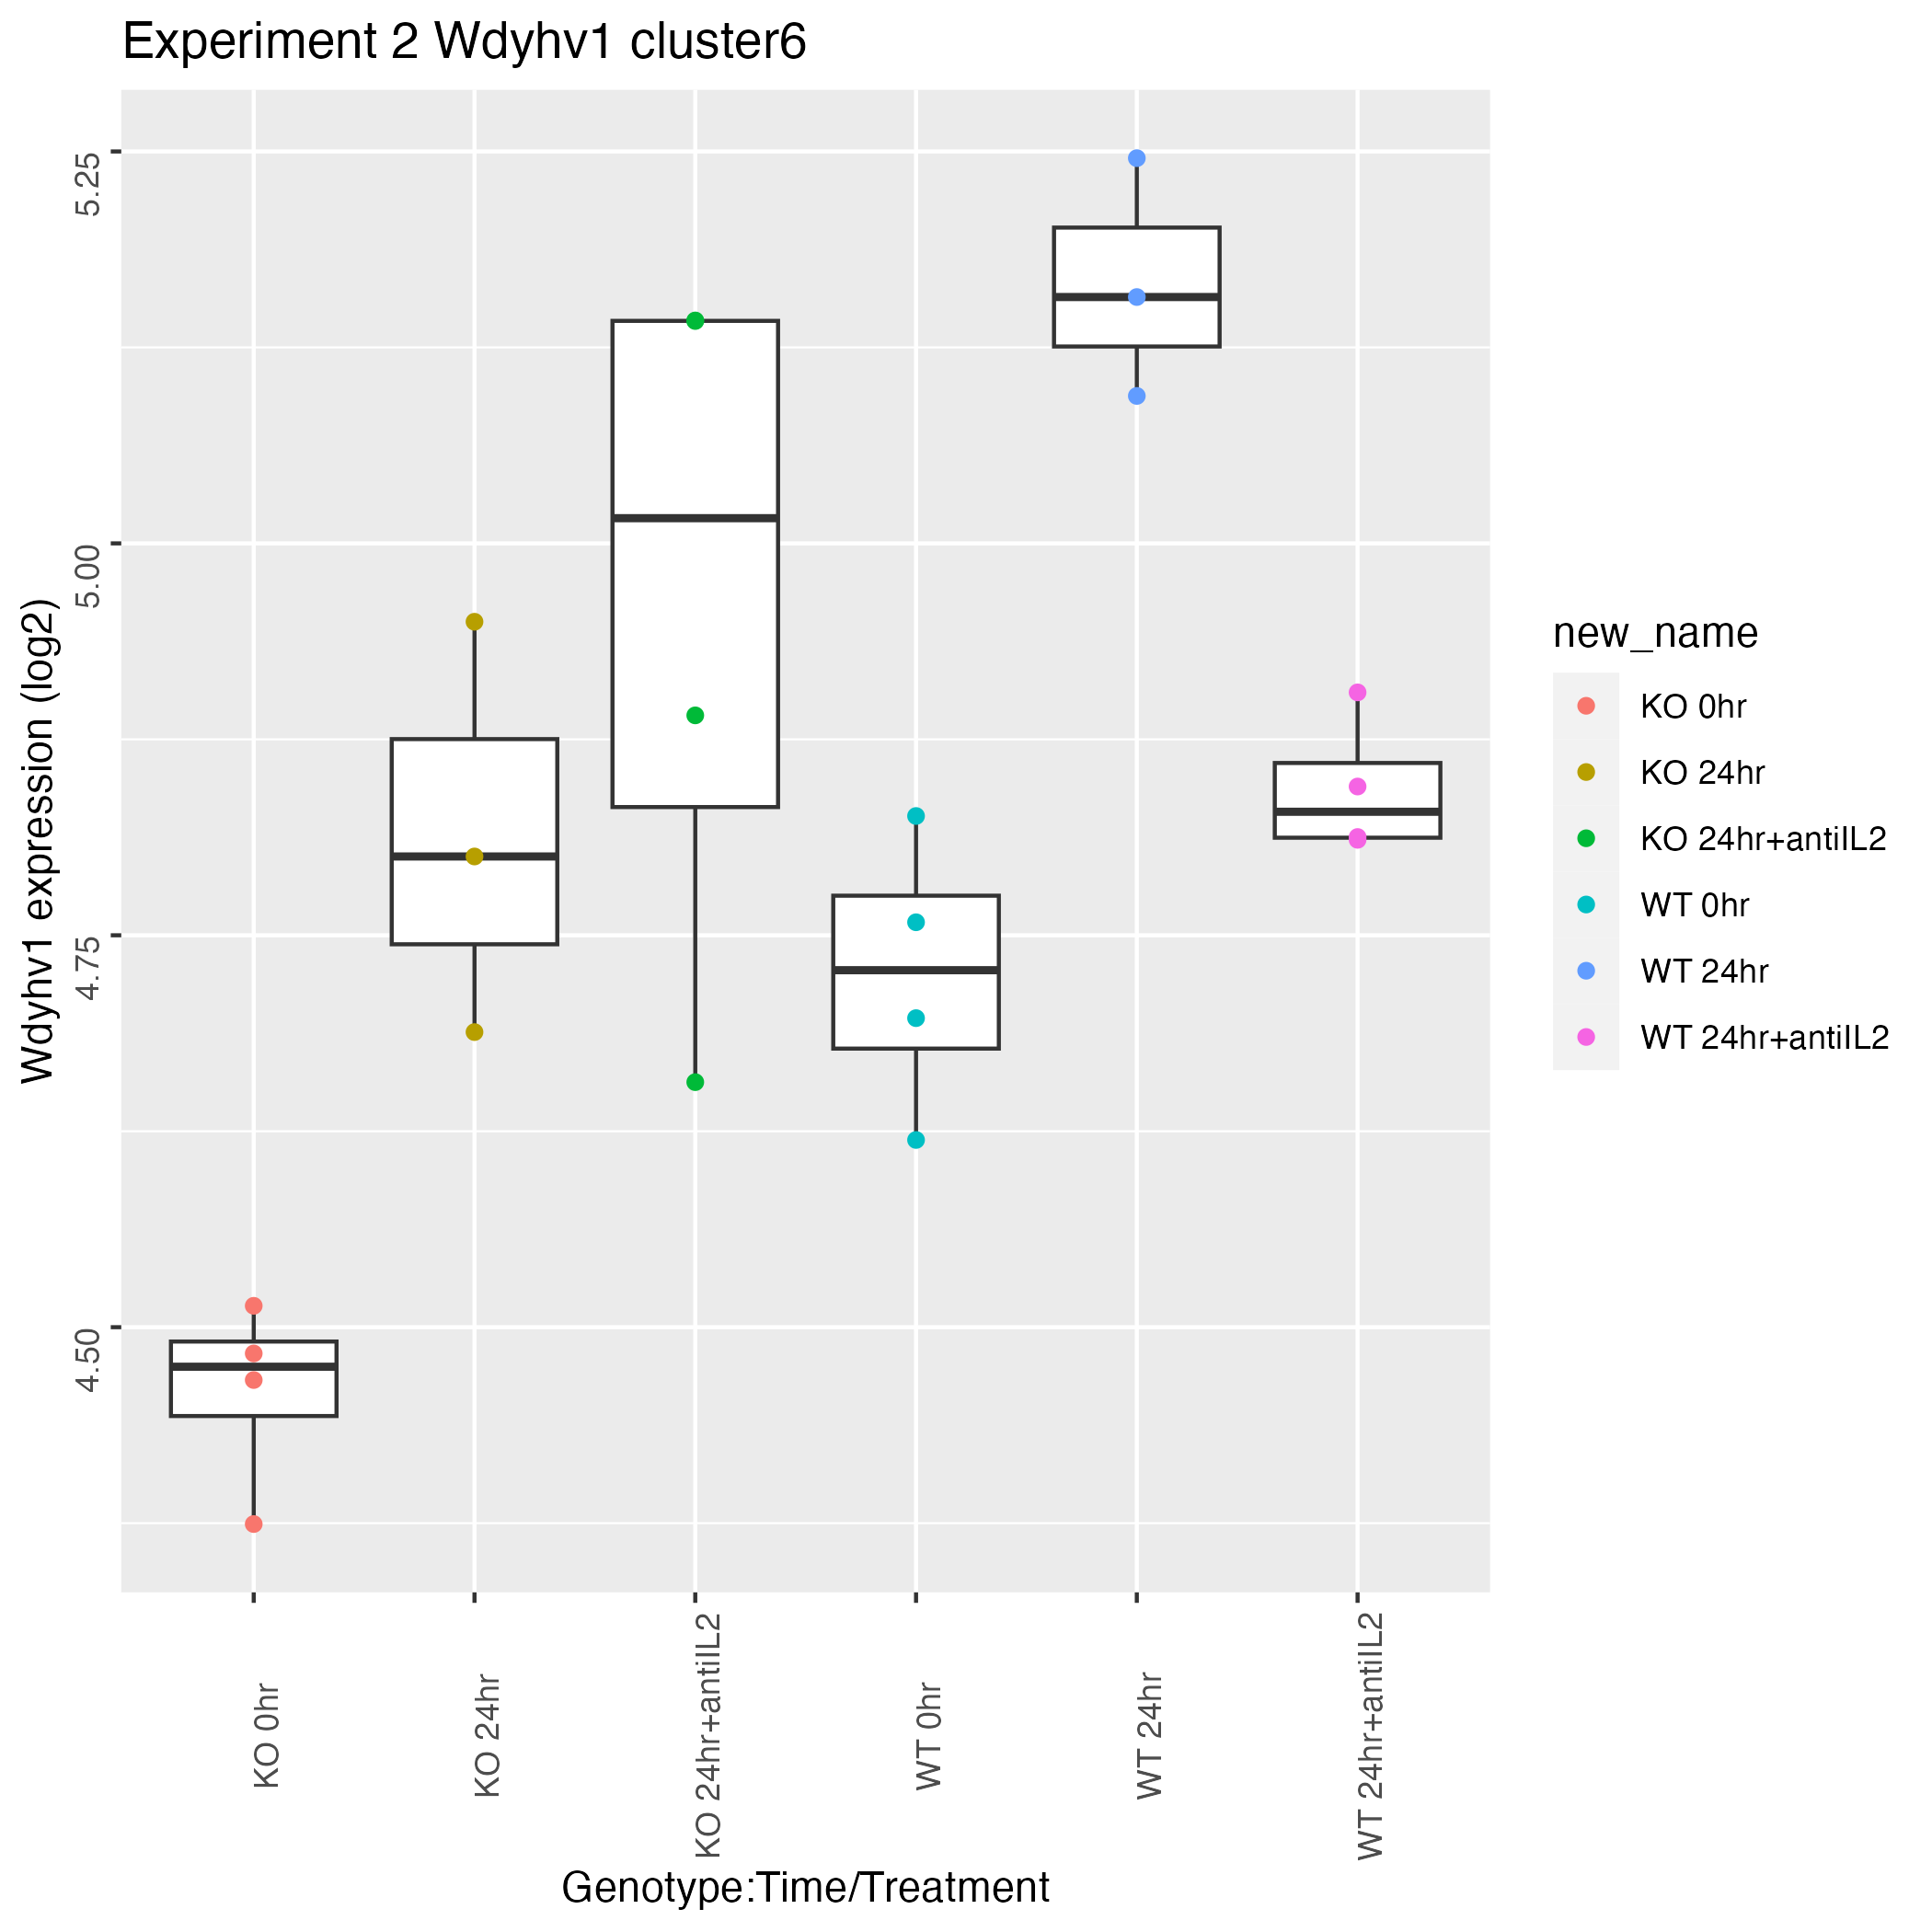 Experiment 2 Wdyhv1 cluster6
Wdyhv1 expression (log2)
5.25
5.00
4.75
4.50
KO 0hr
KO 24hr
KO 24hr+antiIL2
WT 0hr
WT 24hr
WT 24hr+antiIL2
Genotype:Time/Treatment
new_name
KO 0hr
KO 24hr
KO 24hr+antiIL2
WT 0hr
WT 24hr
WT 24hr+antiIL2